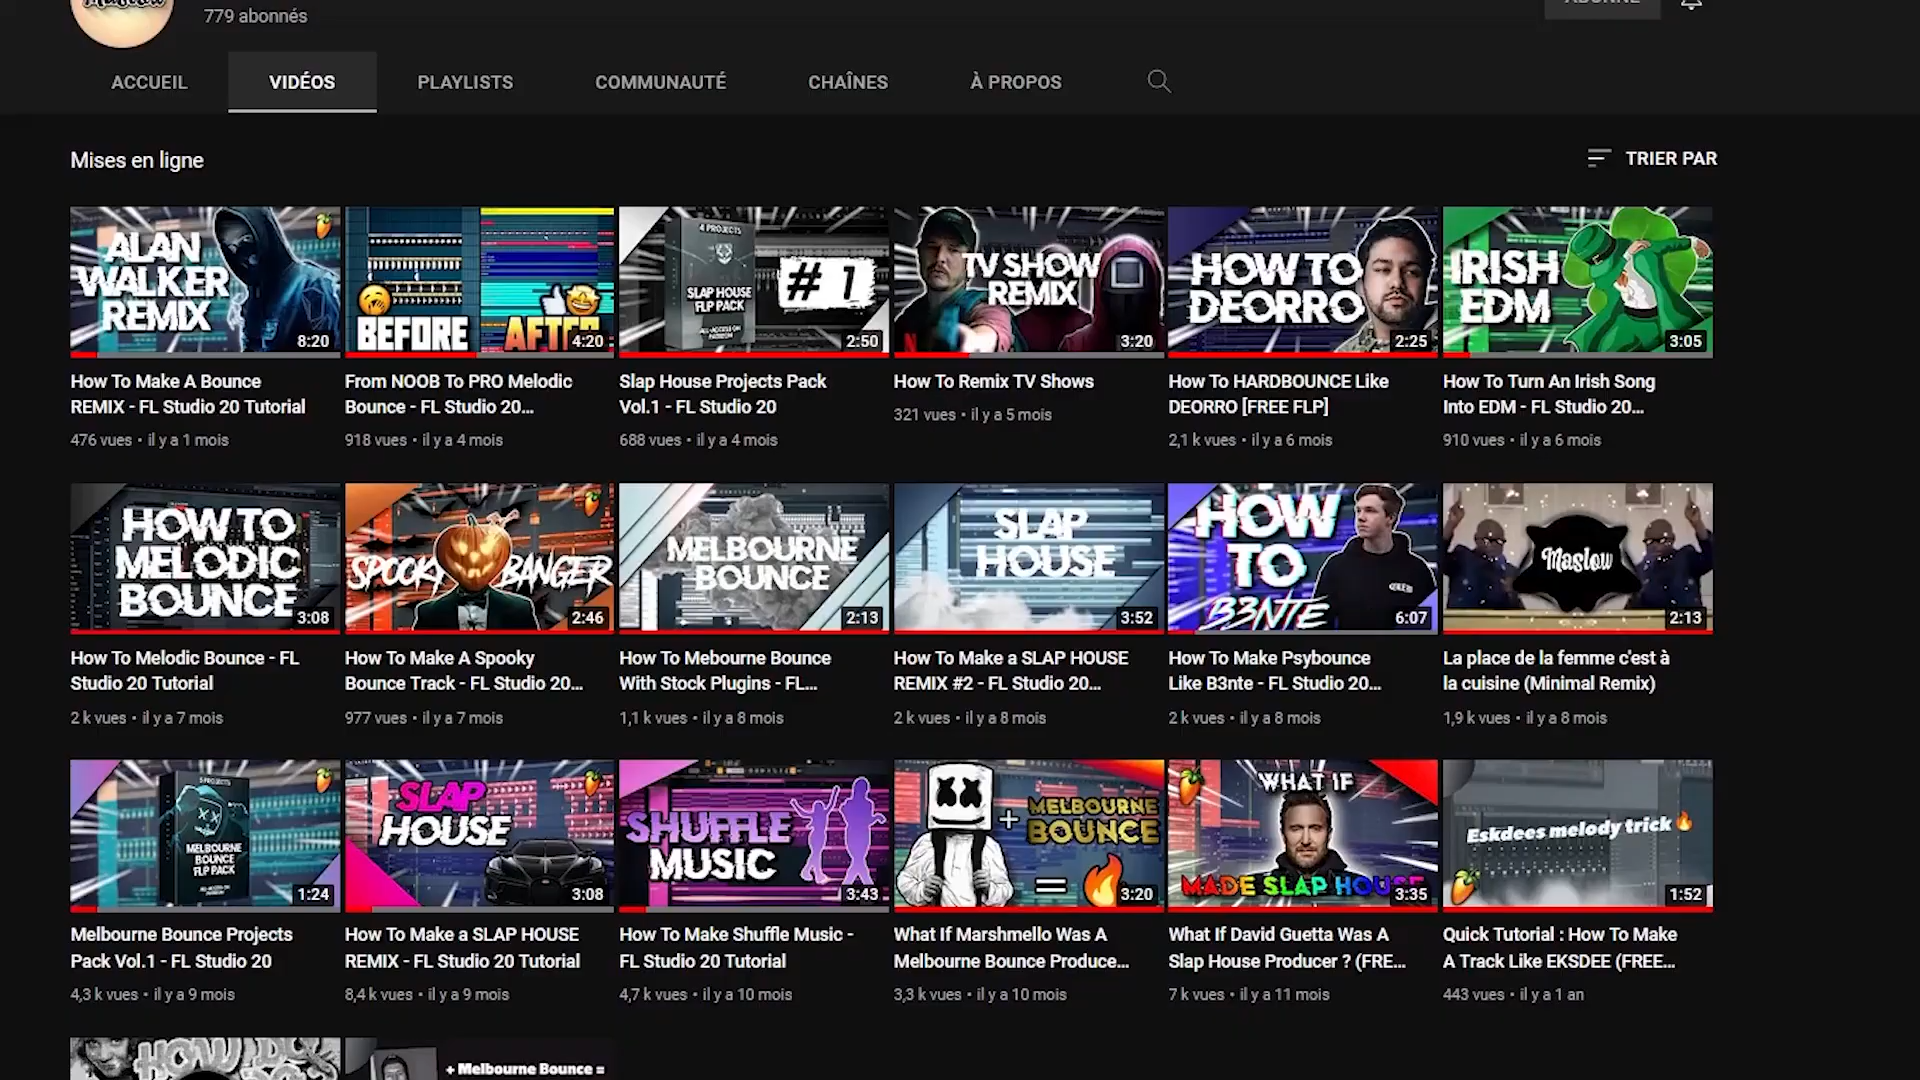 Maslow
779 abonnés
ACCUEIL
VIDÉOS
PLAYLISTS
COMMUNAUTÉ
CHAÎNES
À PROPOS
Mises en ligne
TRIER PAR
ALAN
WALKER
REMIX
8:20
BEFORE
AFTER
4:20
4 PROJECTS
SLAP HOUSE
FLP PACK
ALL-ACCESS ON
PATREON
#1
2:50
TV SHOW
REMIX
3:20
HOW TO
DEORRO
2:25
IRISH
EDM
3:05
How To Make A Bounce
REMIX - FL Studio 20 Tutorial
476 vues • il y a 1 mois
From NOOB To PRO Melodic
Bounce - FL Studio 20...
918 vues • il y a 4 mois
Slap House Projects Pack
Vol.1 - FL Studio 20
688 vues • il y a 4 mois
How To Remix TV Shows
321 vues • il y a 5 mois
How To HARDBOUNCE Like
DEORRO [FREE FLP]
2,1 k vues • il y a 6 mois
How To Turn An Irish Song
Into EDM - FL Studio 20...
910 vues • il y a 6 mois
HOW TO
MELODIC
BOUNCE
3:08
SPOOKY BANGER
2:46
MELBOURNE
BOUNCE
2:13
SLAP
HOUSE
3:52
HOW
TO
B3NTE
6:07
Maslow
2:13
How To Melodic Bounce - FL
Studio 20 Tutorial
2 k vues • il y a 7 mois
How To Make A Spooky
Bounce Track - FL Studio 20...
977 vues • il y a 7 mois
How To Mebourne Bounce
With Stock Plugins - FL...
1,1 k vues • il y a 8 mois
How To Make a SLAP HOUSE
REMIX #2 - FL Studio 20...
2 k vues • il y a 8 mois
How To Make Psybounce
Like B3nte - FL Studio 20...
2 k vues • il y a 8 mois
La place de la femme c'est à
la cuisine (Minimal Remix)
1,9 k vues • il y a 8 mois
5 PROJECTS
MELBOURNE
BOUNCE
FLP PACK
ALL-ACCESS ON
PATREON
1:24
SLAP
HOUSE
3:08
SHUFFLE
MUSIC
3:43
+ MELBOURNE
BOUNCE
=
3:20
WHAT IF
MADE SLAP HOUSE
3:35
Eskdees melody trick
1:52
Melbourne Bounce Projects
Pack Vol.1 - FL Studio 20
4,3 k vues • il y a 9 mois
How To Make a SLAP HOUSE
REMIX - FL Studio 20 Tutorial
8,4 k vues • il y a 9 mois
How To Make Shuffle Music -
FL Studio 20 Tutorial
4,7 k vues • il y a 10 mois
What If Marshmello Was A
Melbourne Bounce Produce...
3,3 k vues • il y a 10 mois
What If David Guetta Was A
Slap House Producer ? (FRE...
7 k vues • il y a 11 mois
Quick Tutorial : How To Make
A Track Like EKSDEE (FREE...
443 vues • il y a 1 an
+ Melbourne Bounce =